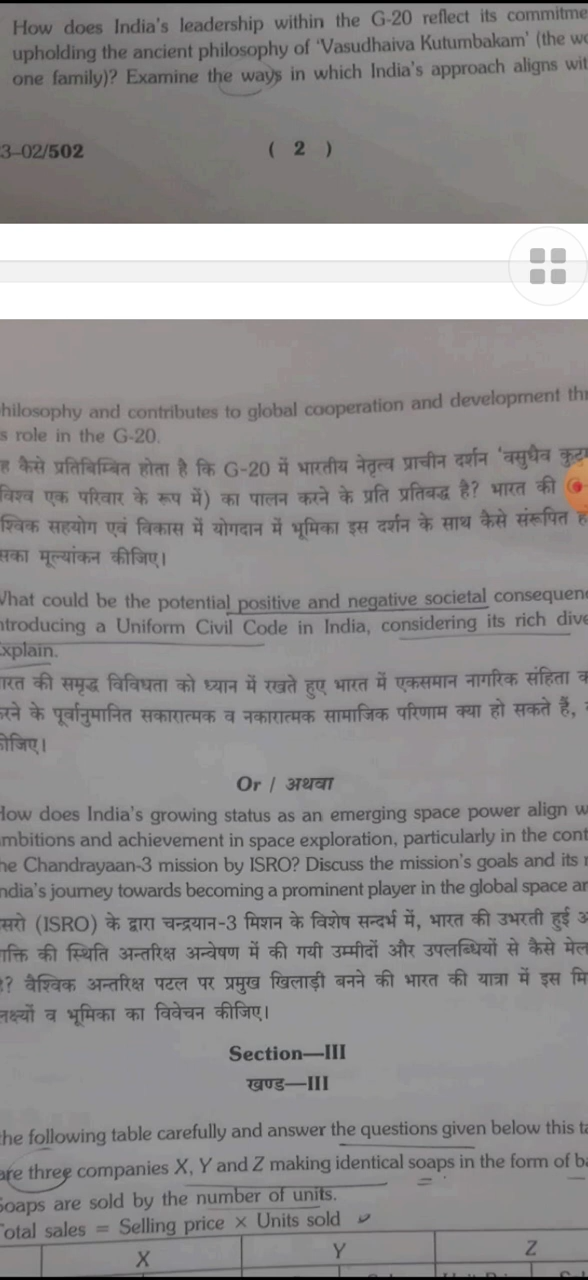 How does India's leadership within the G-20 reflect its commitme
upholding the ancient philosophy of 'Vasudhaiva Kutumbakam' (the wo
one family)? Examine the ways in which India's approach aligns wit
3-02/502
( 2 )
hilosophy and contributes to global cooperation and development thr
s role in the G-20.
ह कैसे प्रतिबिम्बित होता है कि G-20 में भारतीय नेतृत्व प्राचीन दर्शन 'वसुधैव कुटुम
विश्व एक परिवार के रूप में) का पालन करने के प्रति प्रतिबद्ध है? भारत की
श्विक सहयोग एवं विकास में योगदान में भूमिका इस दर्शन के साथ कैसे संरूपित ह
सका मूल्यांकन कीजिए।
What could be the potential positive and negative societal consequen
ntroducing a Uniform Civil Code in India, considering its rich dive
xplain.
ारत की समृद्ध विविधता को ध्यान में रखते हुए भारत में एकसमान नागरिक संहिता क
रने के पूर्वानुमानित सकारात्मक व नकारात्मक सामाजिक परिणाम क्या हो सकते हैं,
ीजिए।
Or / अथवा
How does India's growing status as an emerging space power align w
mbitions and achievement in space exploration, particularly in the cont
he Chandrayaan-3 mission by ISRO? Discuss the mission's goals and its r
ndia's journey towards becoming a prominent player in the global space ar
सरो (ISRO) के द्वारा चन्द्रयान-3 मिशन के विशेष सन्दर्भ में, भारत की उभरती हुई अ
क्ति की स्थिति अन्तरिक्ष अन्वेषण में की गयी उम्मीदों और उपलब्धियों से कैसे मेल
? वैश्विक अन्तरिक्ष पटल पर प्रमुख खिलाड़ी बनने की भारत की यात्रा में इस मि
लक्ष्यों व भूमिका का विवेचन कीजिए।
Section—III
खण्ड—III
the following table carefully and answer the questions given below this ta
are three companies X, Y and Z making identical soaps in the form of ba
Soaps are sold by the number of units.
Total sales = Selling price × Units sold
X Y Z